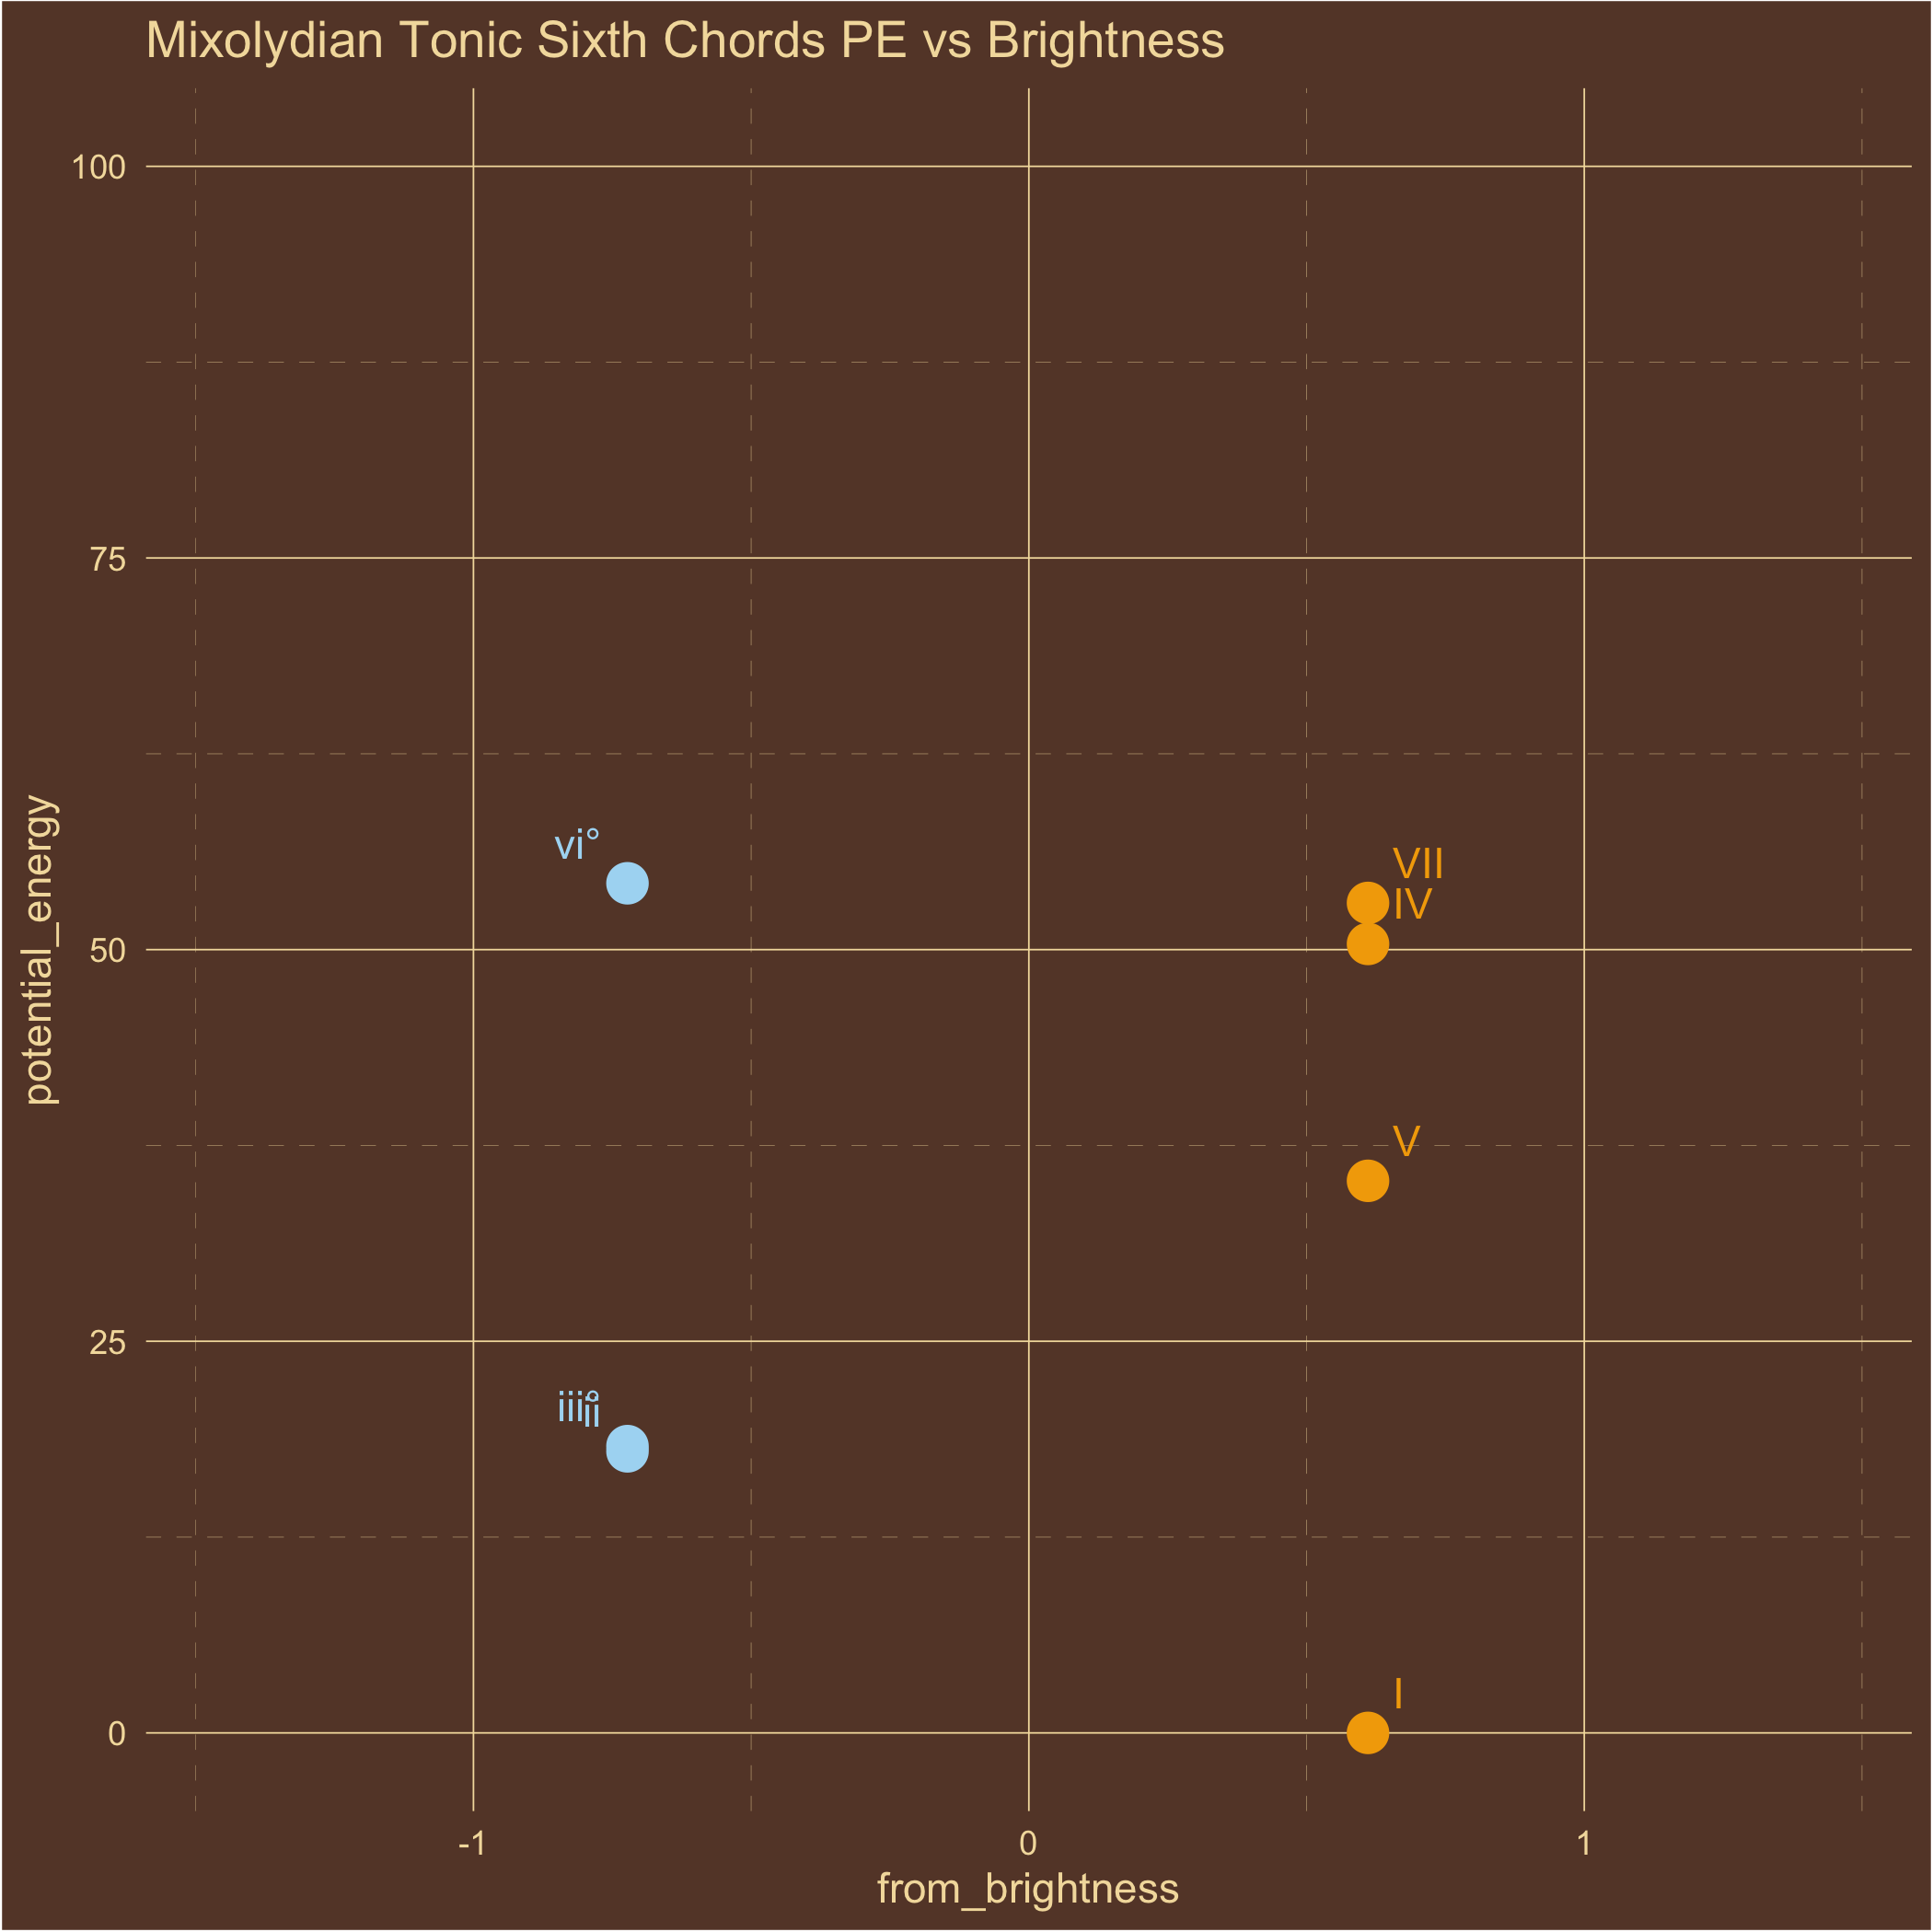 Mixolydian Tonic Sixth Chords PE vs Brightness
100
75
50
25
0
potential_energy
vi°
VII
IV
V
iii°
ii
I
-1
0
1
from_brightness